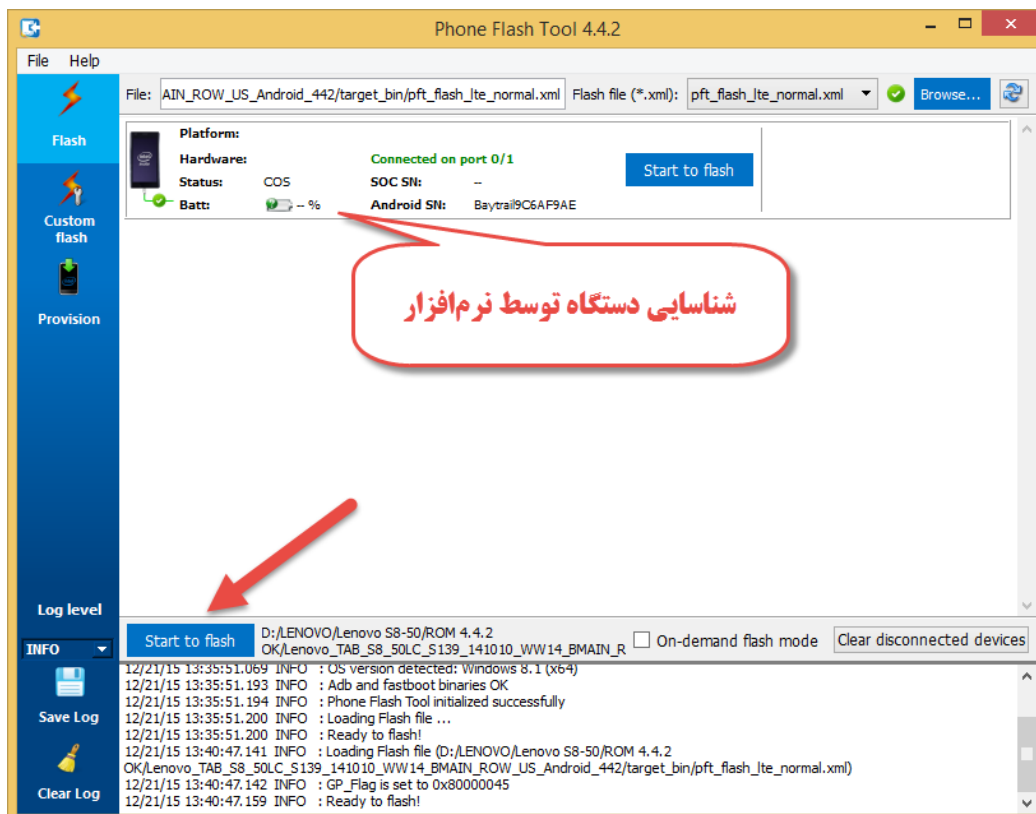 Phone Flash Tool 4.4.2
File Help
File: AIN_ROW_US_Android_442/target_bin/pft_flash_lte_normal.xml Flash file (*.xml): pft_flash_lte_normal.xml Browse...
Flash
Platform:
Hardware: Connected on port 0/1
Status: COS SOC SN: --
Batt: -- % Android SN: Baytrail9C6AF9AE
Start to flash
Custom
flash
Provision
شناسایی دستگاه توسط نرم‌افزار
Log level
INFO
Start to flash
D:/LENOVO/Lenovo S8-50/ROM 4.4.2
OK/Lenovo_TAB_S8_50LC_S139_141010_WW14_BMAIN_R
On-demand flash mode
Clear disconnected devices
12/21/15 13:35:51.069 INFO : OS version detected: Windows 8.1 (x64)
12/21/15 13:35:51.193 INFO : Adb and fastboot binaries OK
12/21/15 13:35:51.194 INFO : Phone Flash Tool initialized successfully
12/21/15 13:35:51.200 INFO : Loading Flash file ...
12/21/15 13:35:51.200 INFO : Ready to flash!
12/21/15 13:40:47.141 INFO : Loading Flash file (D:/LENOVO/Lenovo S8-50/ROM 4.4.2
OK/Lenovo_TAB_S8_50LC_S139_141010_WW14_BMAIN_ROW_US_Android_442/target_bin/pft_flash_lte_normal.xml)
12/21/15 13:40:47.142 INFO : GP_Flag is set to 0x80000045
12/21/15 13:40:47.159 INFO : Ready to flash!
Save Log
Clear Log